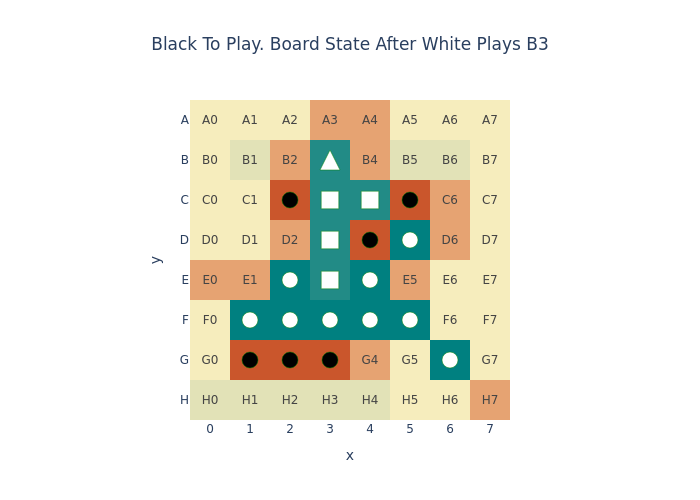 Black To Play. Board State After White Plays B3
A A0 A1 A2 A3 A4 A5 A6 A7
B B0 B1 B2 B4 B5 B6 B7
C C0 C1 C6 C7
D D0 D1 D2 D6 D7
E E0 E1 E5 E6 E7
F F0 F6 F7
G G0 G4 G5 G7
H H0 H1 H2 H3 H4 H5 H6 H7
0 1 2 3 4 5 6 7
x
y